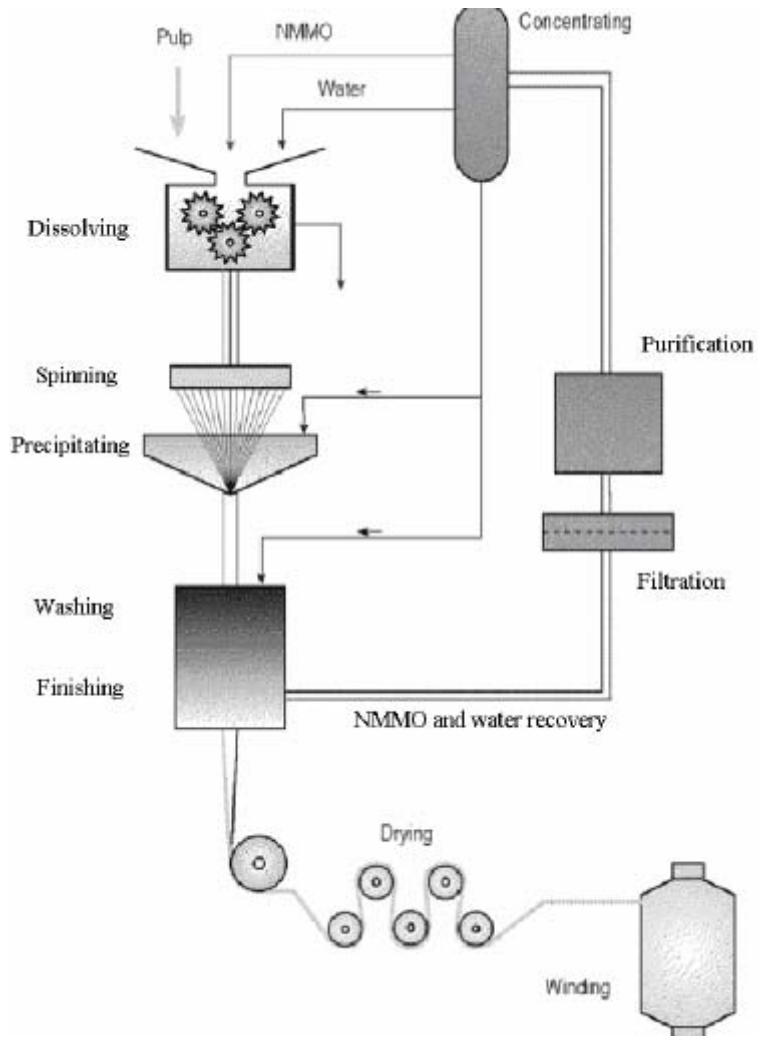 Concentrating
NMMO
Pulp
Water
Dissolving
Purification
Spinning
Precipitating
Filtration
Washing
Finishing
NMMO and water recovery
Drying
Winding